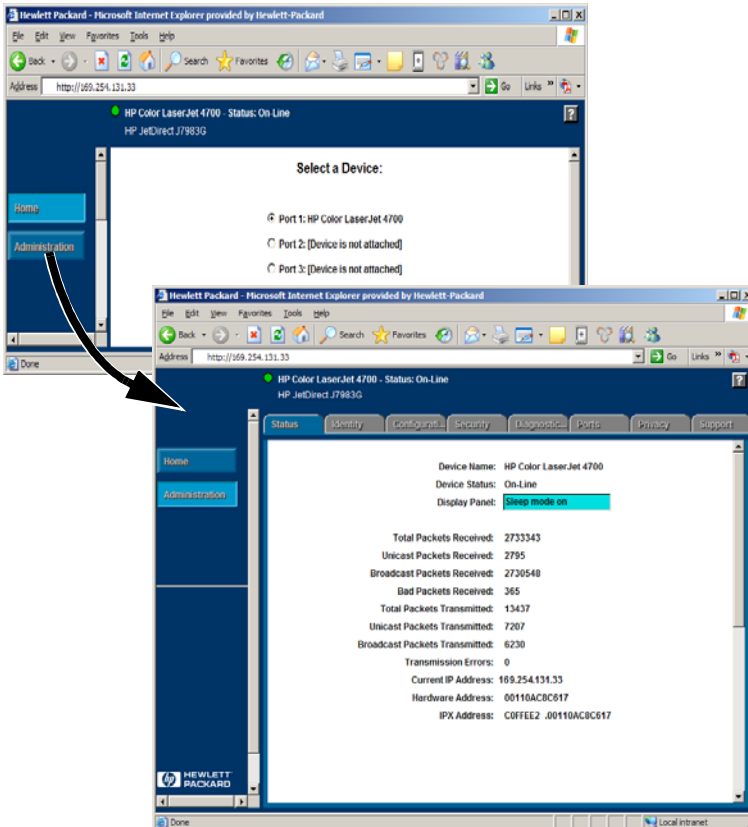 Hewlett Packard - Microsoft Internet Explorer provided by Hewlett-Packard
File Edit View Favorites Tools Help
Back Search Favorites
Address http://169.254.131.33 Go Links »
HP Color LaserJet 4700 - Status: On-Line
HP JetDirect J7983G
?
Select a Device:
Home
Administration
Port 1: HP Color LaserJet 4700
Port 2: [Device is not attached]
Port 3: [Device is not attached]
Done
Hewlett Packard - Microsoft Internet Explorer provided by Hewlett-Packard
File Edit View Favorites Tools Help
Back Search Favorites
Address http://169.254.131.33 Go Links »
HP Color LaserJet 4700 - Status: On-Line
HP JetDirect J7983G
?
Status Identity Configurati... Security Diagnostic... Ports Privacy Support
Home
Administration
Device Name: HP Color LaserJet 4700
Device Status: On-Line
Display Panel: Sleep mode on
Total Packets Received: 2733343
Unicast Packets Received: 2795
Broadcast Packets Received: 2730548
Bad Packets Received: 365
Total Packets Transmitted: 13437
Unicast Packets Transmitted: 7207
Broadcast Packets Transmitted: 6230
Transmission Errors: 0
Current IP Address: 169.254.131.33
Hardware Address: 00110AC8C617
IPX Address: C0FFEE2 .00110AC8C617
hp HEWLETT
PACKARD
Done Local intranet